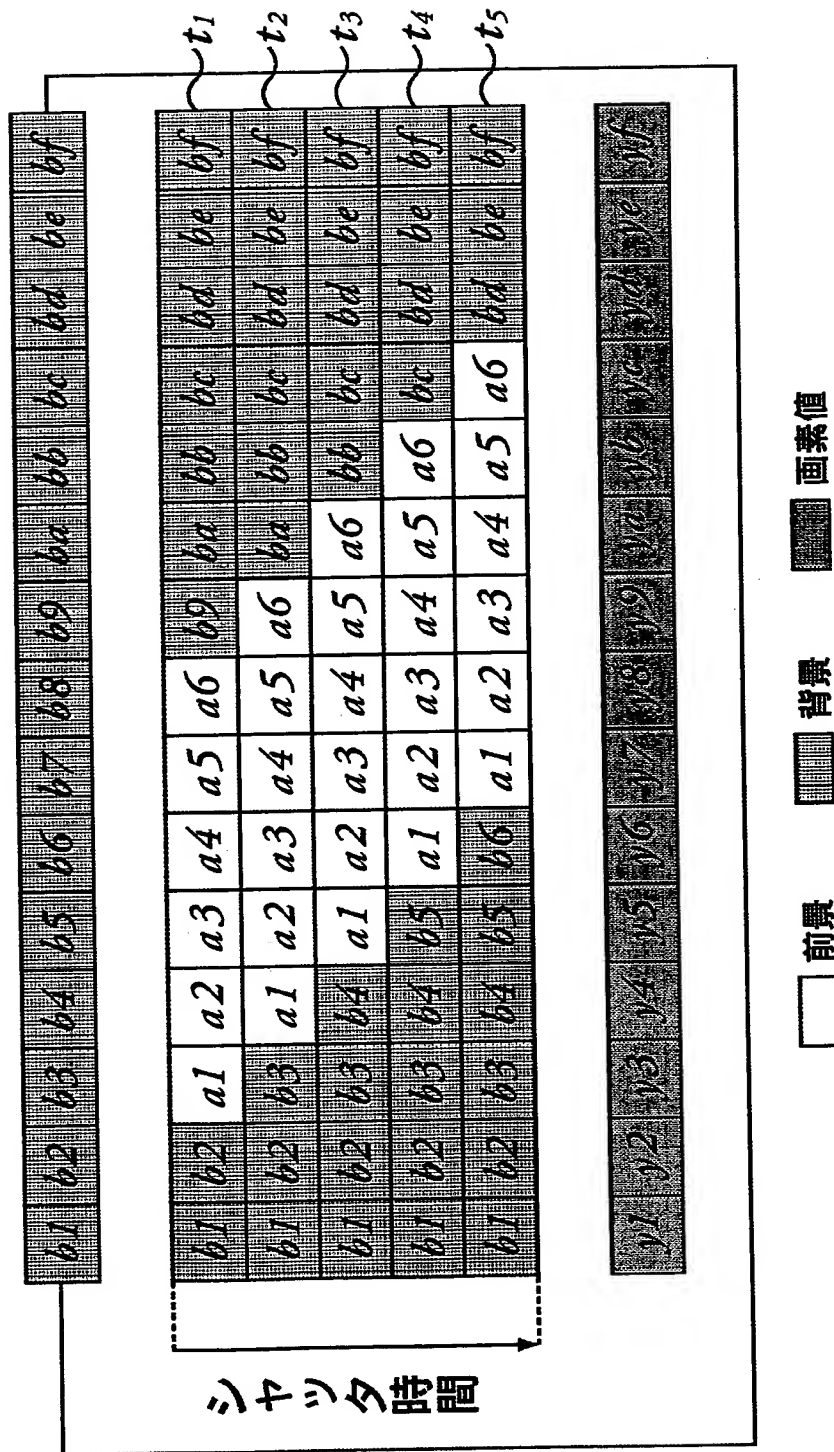 b1 b2 b3 b4 b5 b6 b7 b8 b9 ba bb bc bd be bf
シャッタ時間
b1 b2 a1 a2 a3 a4 a5 a6 b9 ba bb bc bd be bf t1
b1 b2 b3 a1 a2 a3 a4 a5 a6 ba bb bc bd be bf t2
b1 b2 b3 b4 a1 a2 a3 a4 a5 a6 bb bc bd be bf t3
b1 b2 b3 b4 b5 a1 a2 a3 a4 a5 a6 bc bd be bf t4
b1 b2 b3 b4 b5 b6 a1 a2 a3 a4 a5 a6 bd be bf t5
y1 y2 y3 y4 y5 y6 y7 y8 y9 ya yb yc yd ye yf
前景 背景 画素値